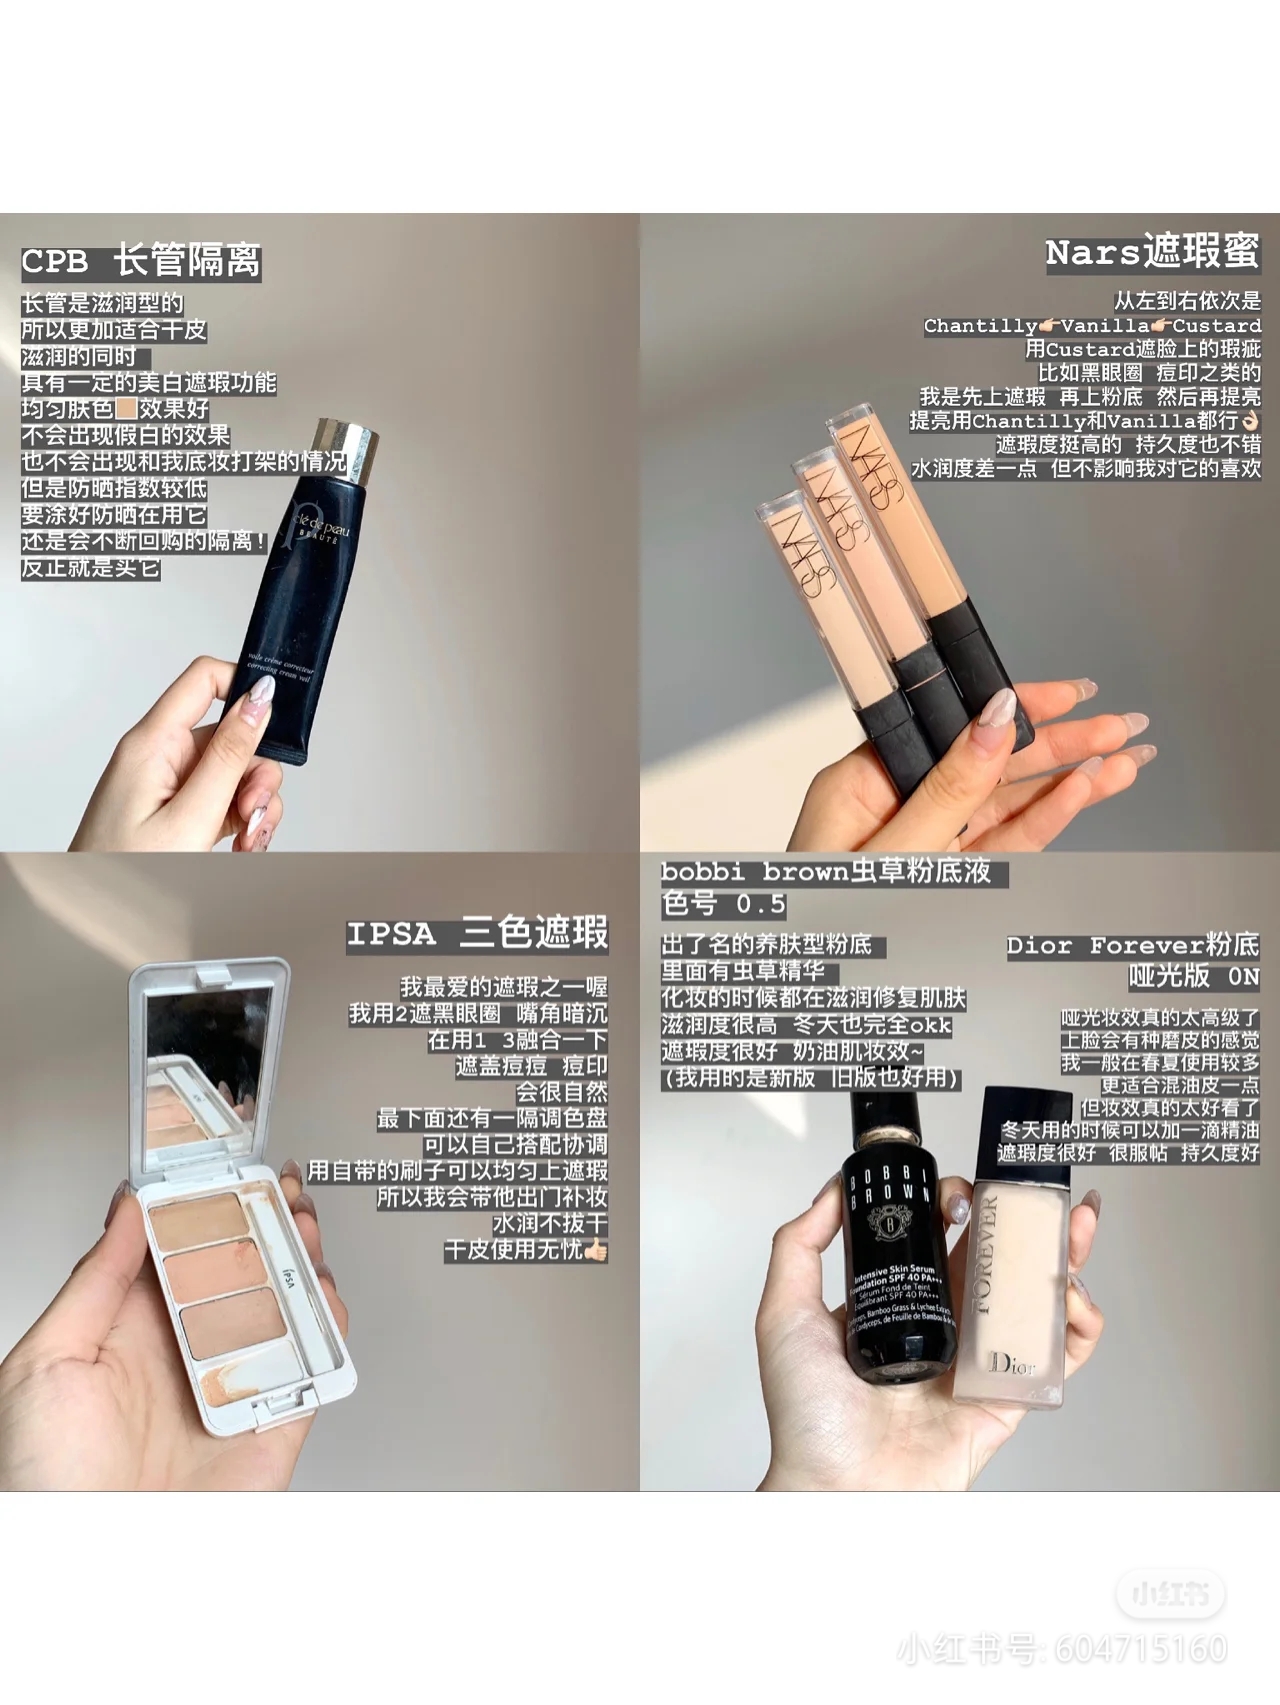 CPB 长管隔离
长管是滋润型的
所以更加适合干皮
滋润的同时
具有一定的美白遮瑕功能
均匀肤色🏼效果好
不会出现假白的效果
也不会出现和我底妆打架的情况
但是防晒指数较低
要涂好防晒在用它
还是会不断回购的隔离!
反正就是买它
clé de peau
BEAUTÉ
voile crème correcteur
correcting cream veil
Nars遮瑕蜜
从左到右依次是
Chantilly👉🏻Vanilla👉🏻Custard
用Custard遮脸上的瑕疵
比如黑眼圈 痘印之类的
我是先上遮瑕 再上粉底 然后再提亮
提亮用Chantilly和Vanilla都行👌🏻
遮瑕度挺高的 持久度也不错
水润度差一点 但不影响我对它的喜欢
NARS
NARS
NARS
IPSA 三色遮瑕
我最爱的遮瑕之一喔
我用2遮黑眼圈 嘴角暗沉
在用1 3融合一下
遮盖痘痘 痘印
会很自然
最下面还有一隔调色盘
可以自己搭配协调
用自带的刷子可以均匀上遮瑕
所以我会带他出门补妆
水润不拔干
干皮使用无忧👍🏻
IPSA
bobbi brown虫草粉底液
色号 0.5
出了名的养肤型粉底
里面有虫草精华
化妆的时候都在滋润修复肌肤
滋润度很高 冬天也完全okk
遮瑕度很好 奶油肌妆效~
(我用的是新版 旧版也好用)
Dior Forever粉底
哑光版 0N
哑光妆效真的太高级了
上脸会有种磨皮的感觉
我一般在春夏使用较多
更适合混油皮一点
但妆效真的太好看了
冬天用的时候可以加一滴精油
遮瑕度很好 很服帖 持久度好
BOBBI
BROWN
B
Intensive Skin Serum
Foundation SPF 40 PA+++
Sérum Fond de Teint
Équilibrant SPF 40 PA+++
FOREVER
Dior
小红书
小红书号: 604715160